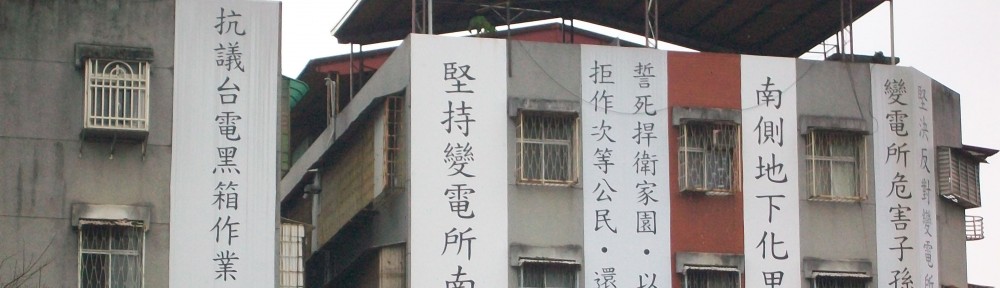 抗議台電黑箱作業
堅持變電所南
誓死捍衛家園・以
拒作次等公民・還
南側地下化
堅決反對變電所
變電所危害子孫